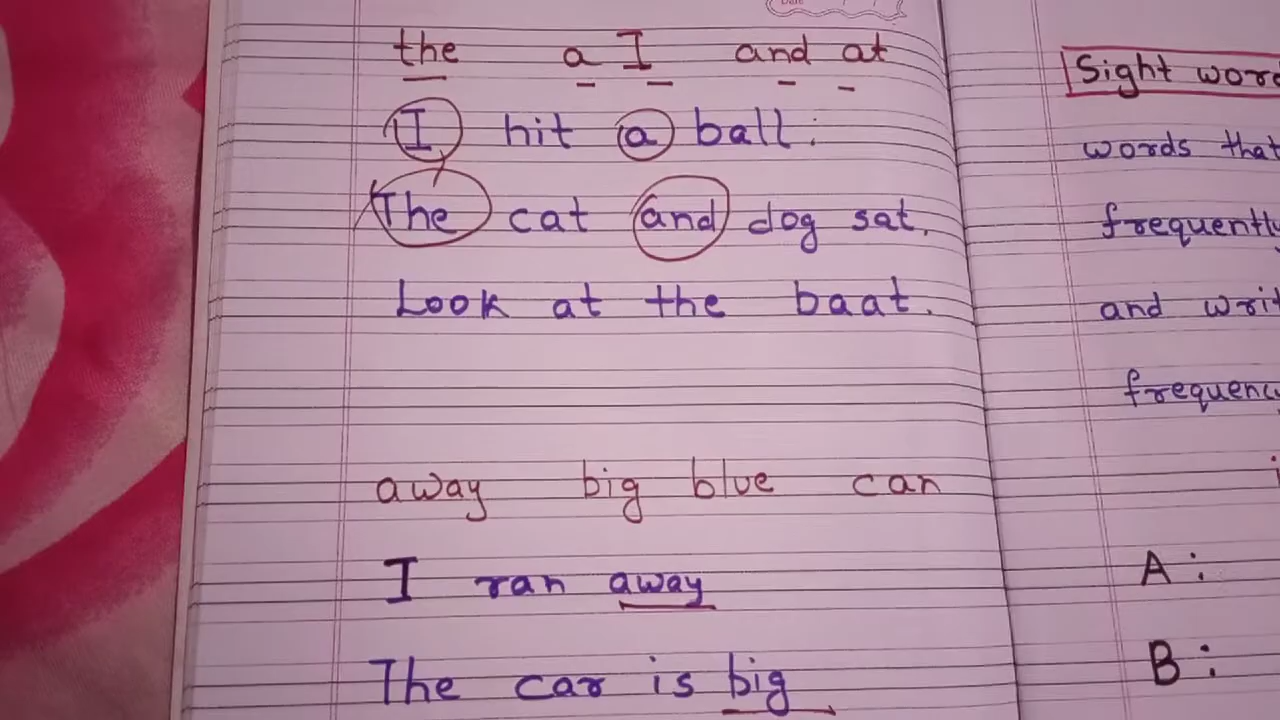 the a I and at
I hit a ball.
The cat and dog sat.
Look at the baat.
away big blue can
I ran away
The car is big
Sight word
words that
frequently
and writ
frequency
i
A:
B: